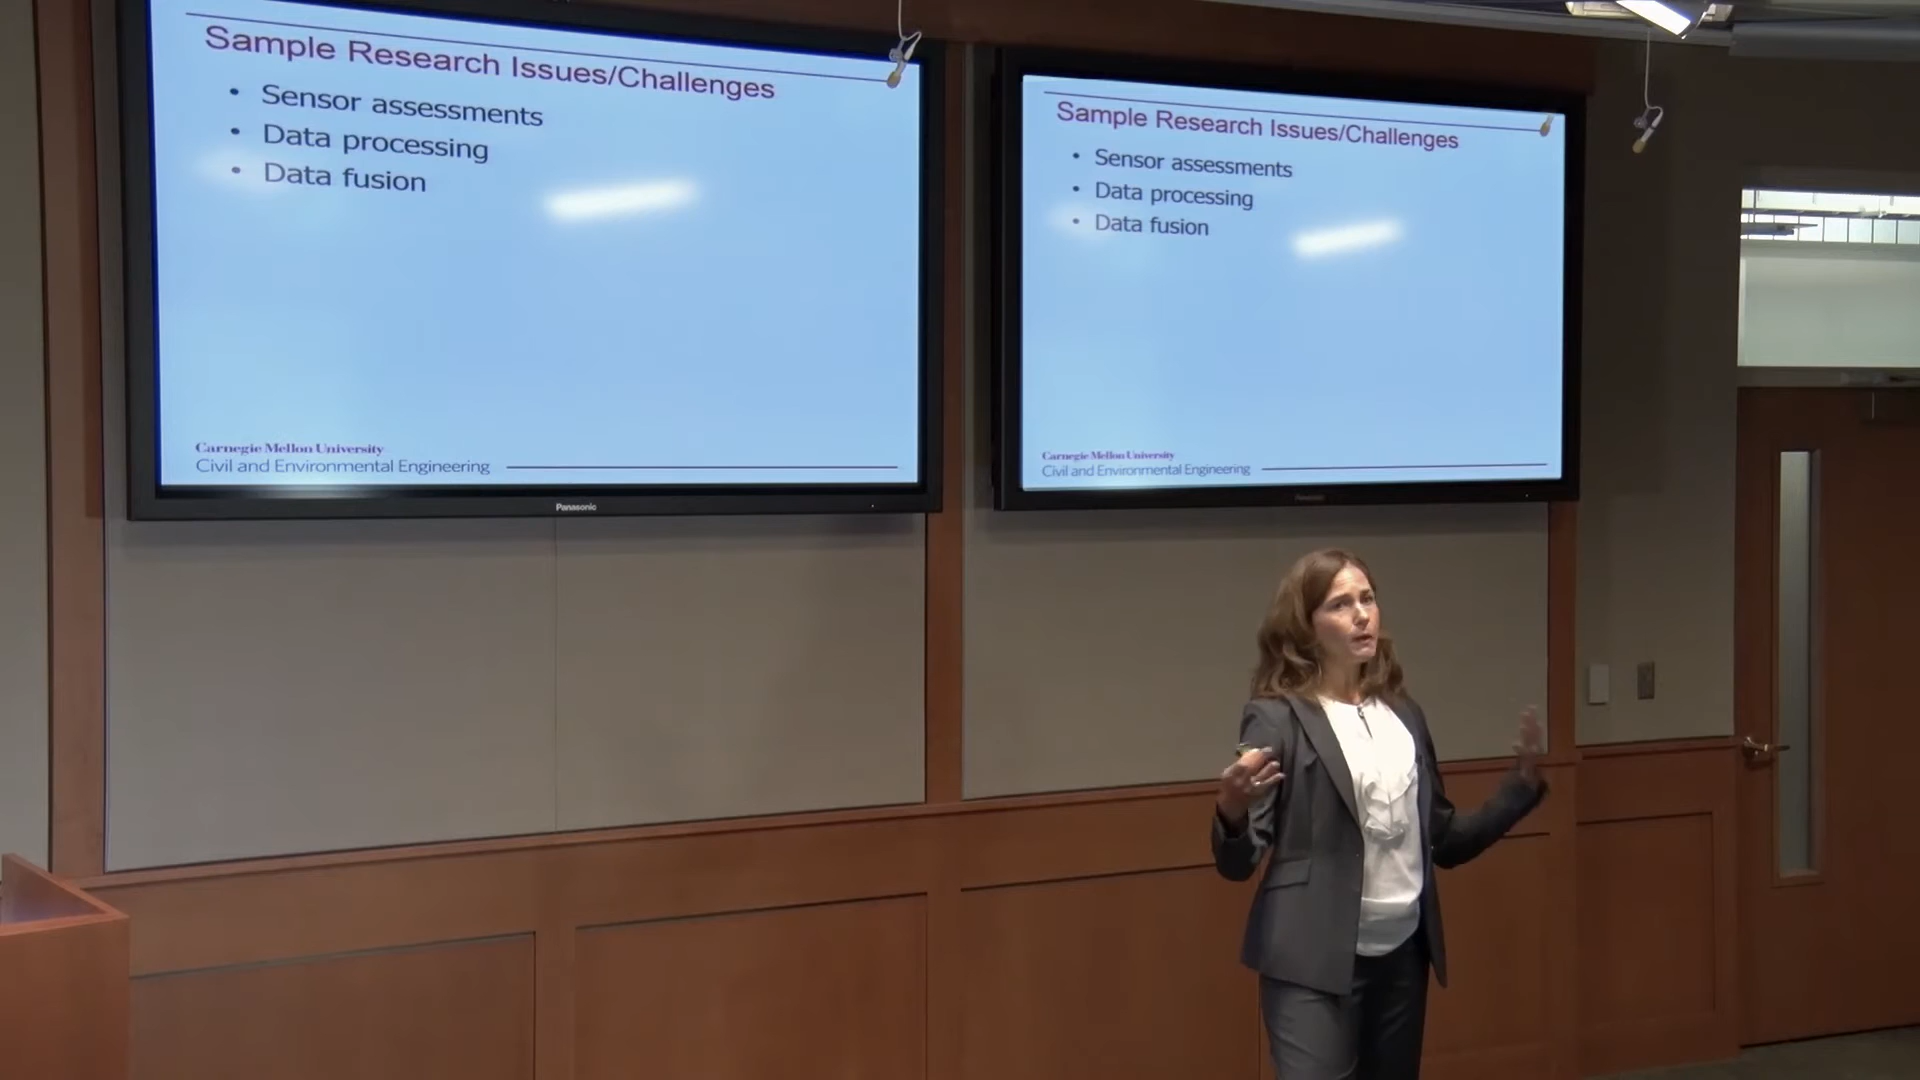 Sample Research Issues/Challenges
• Sensor assessments
• Data processing
• Data fusion
Carnegie Mellon University
Civil and Environmental Engineering
Panasonic
Sample Research Issues/Challenges
• Sensor assessments
• Data processing
• Data fusion
Carnegie Mellon University
Civil and Environmental Engineering
Panasonic